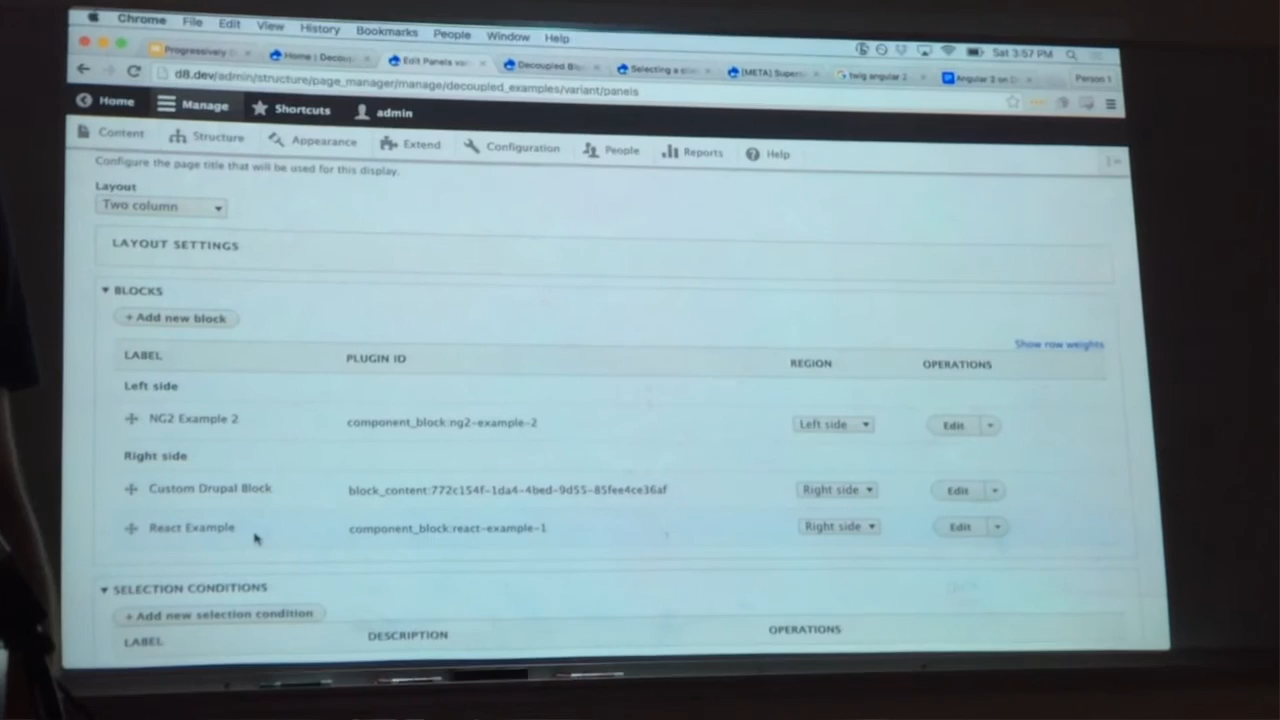 Chrome File Edit View History Bookmarks People Window Help Sat 3:57 PM
Progressively Home | Decoup Edit Panels va Decoupled Bl Selecting a [META] Supers twig angular 2 Angular 2 on Person 1
d8.dev/admin/structure/page_manager/manage/decoupled_examples/variant/panels
Home Manage Shortcuts admin
Content Structure Appearance Extend Configuration People Reports Help
Configure the page title that will be used for this display.
Layout
Two column
LAYOUT SETTINGS
BLOCKS
+ Add new block
Show row weights
LABEL PLUGIN ID REGION OPERATIONS
Left side
NG2 Example 2 component_block:ng2-example-2 Left side Edit
Right side
Custom Drupal Block block_content:772c154f-1da4-4bed-9d55-85fee4ce36af Right side Edit
React Example component_block:react-example-1 Right side Edit
SELECTION CONDITIONS
+ Add new selection condition
LABEL DESCRIPTION OPERATIONS